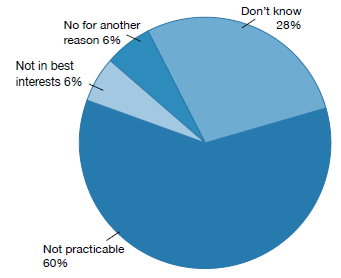 Don't know
28%
No for another
reason 6%
Not in best
interests 6%
Not practicable
60%